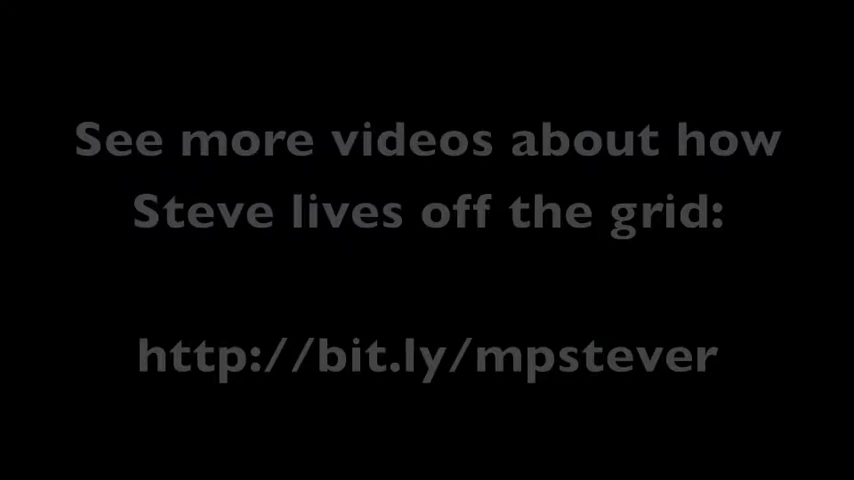 See more videos about how
Steve lives off the grid:
http://bit.ly/mpstever